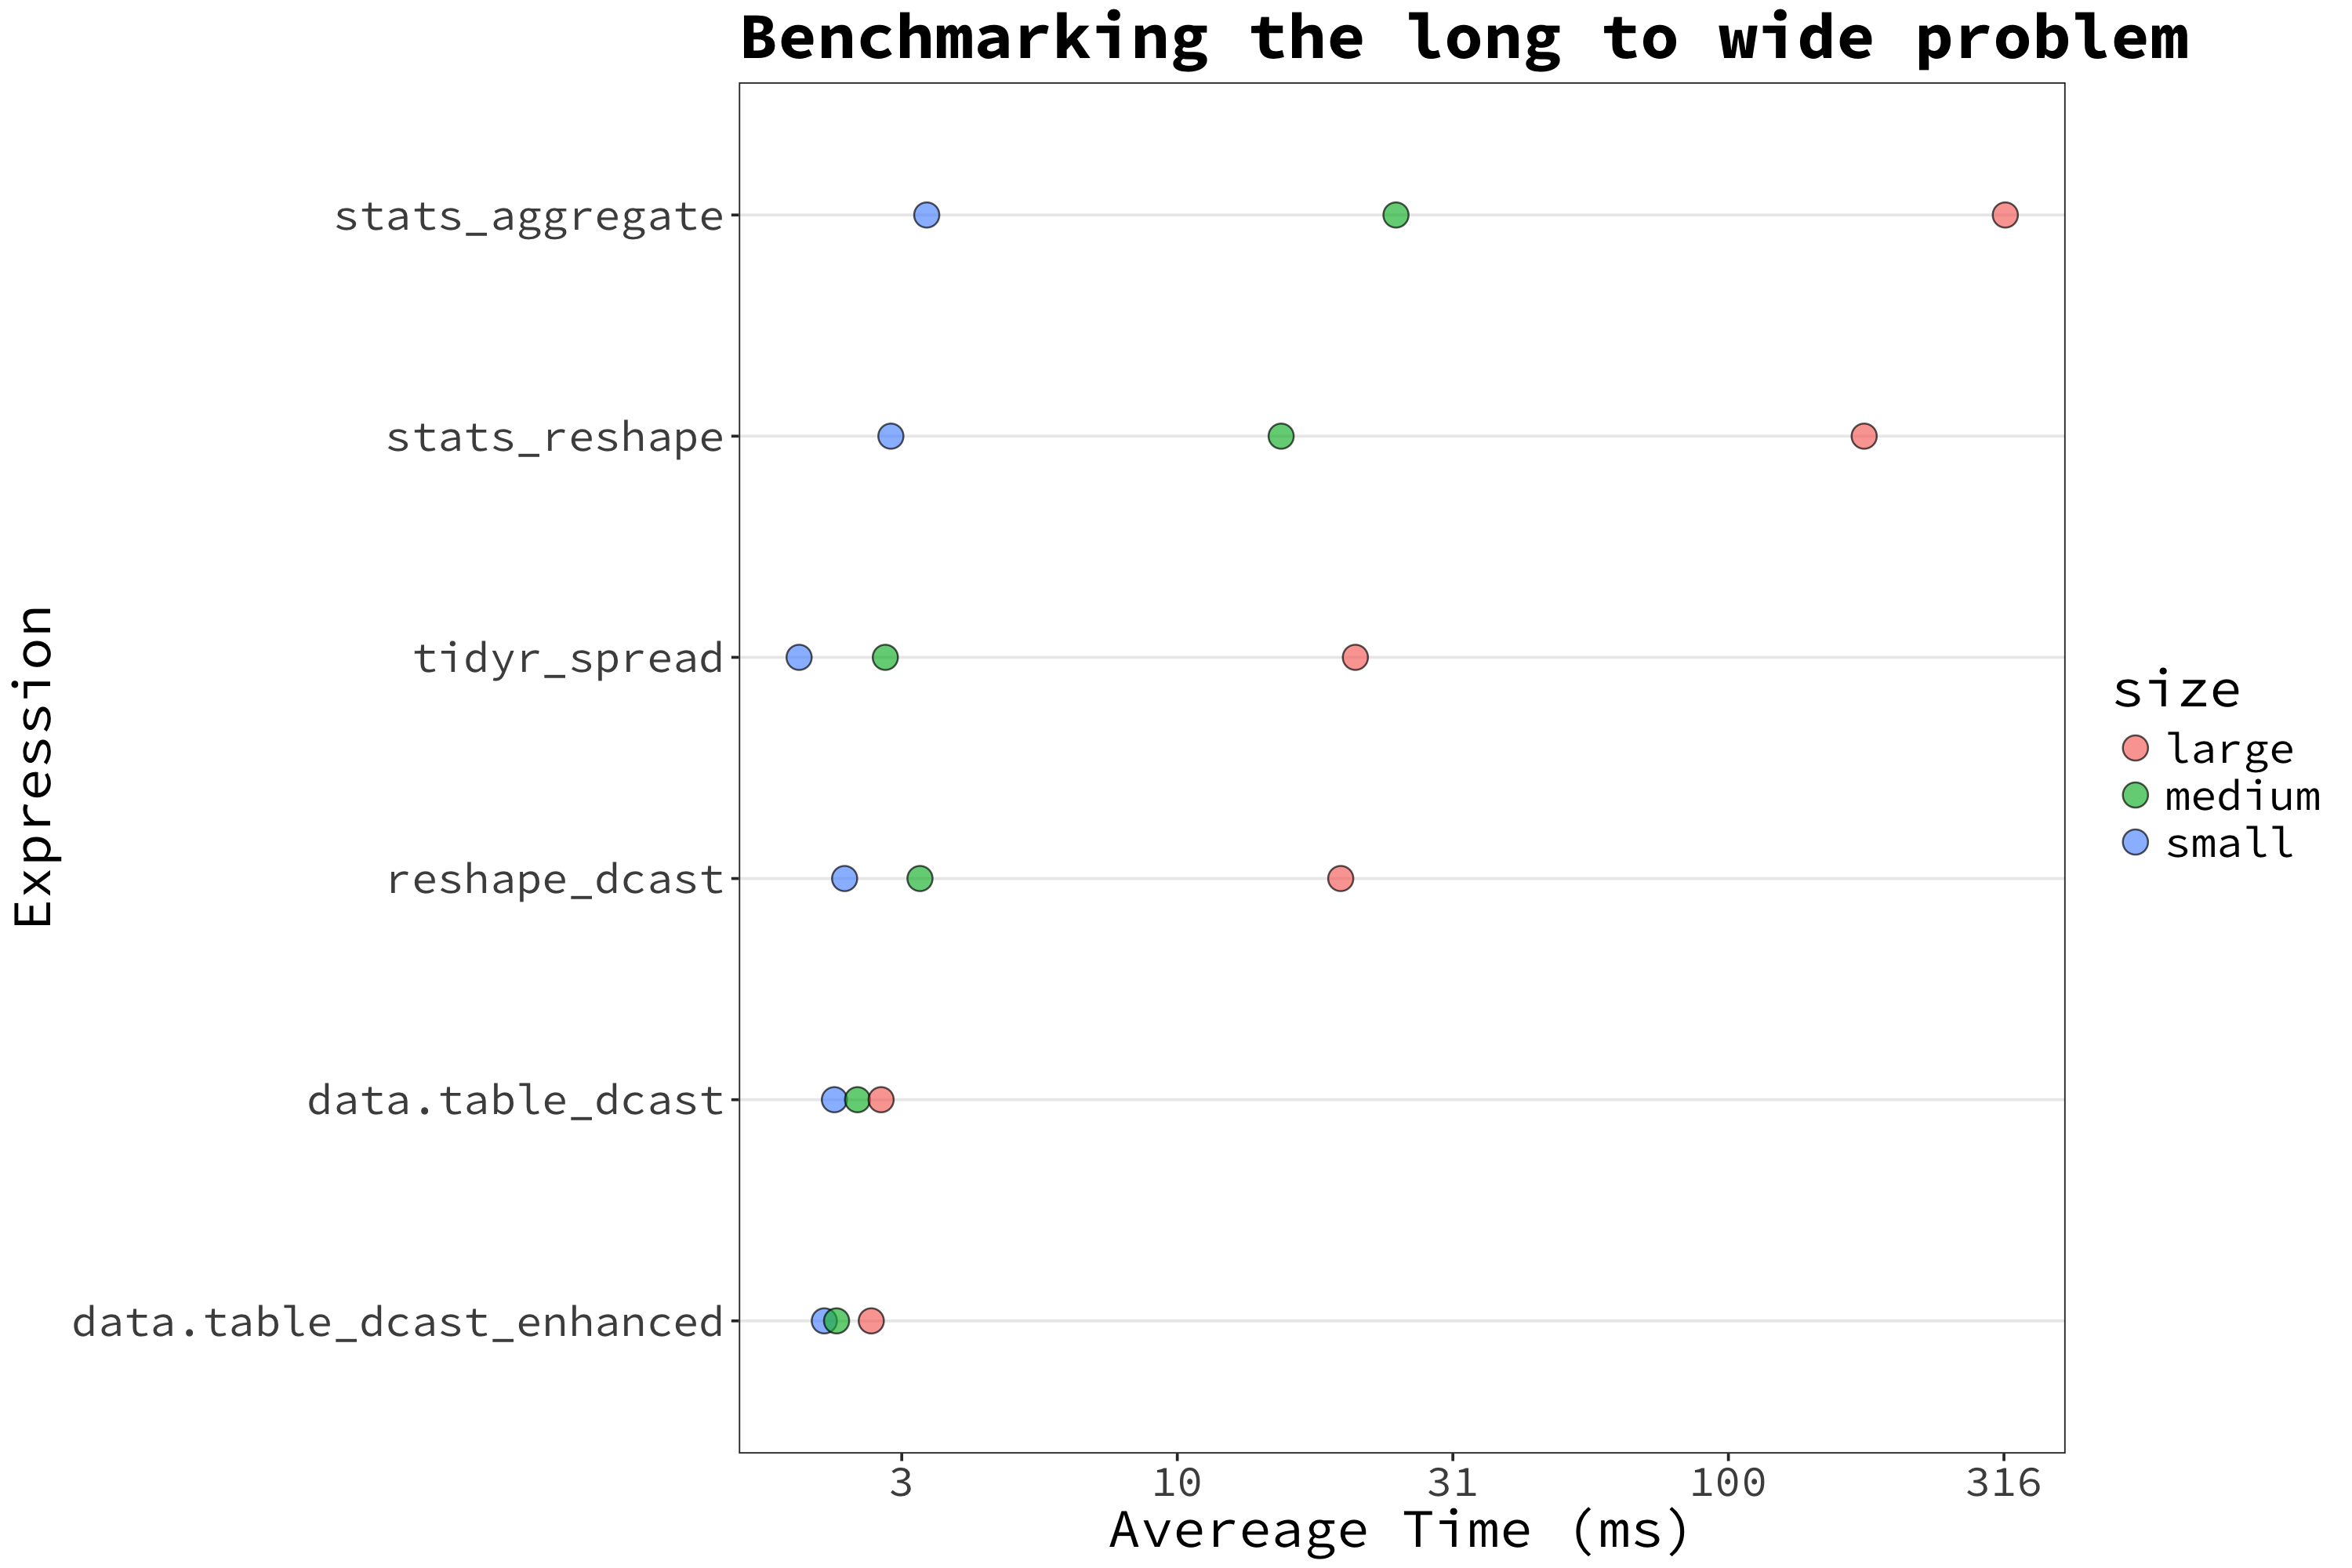 Benchmarking the long to wide problem
stats_aggregate
stats_reshape
tidyr_spread
reshape_dcast
data.table_dcast
data.table_dcast_enhanced
Expression
3 10 31 100 316
Avereage Time (ms)
size
large
medium
small